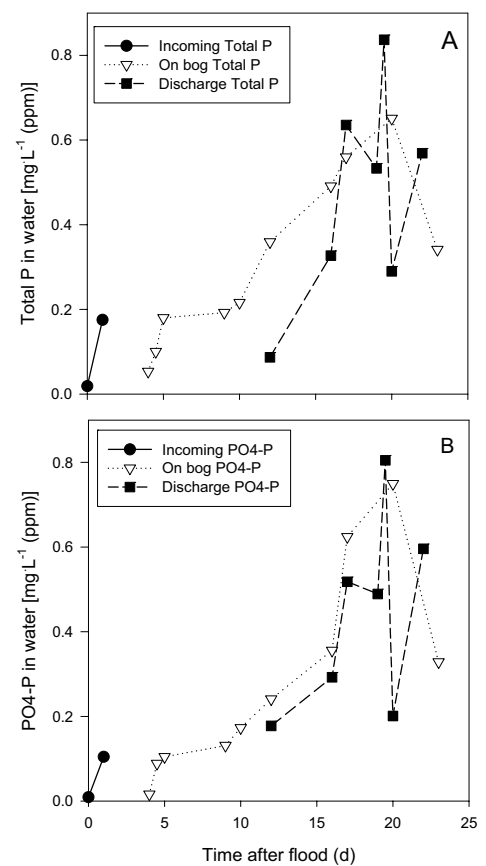 A
Incoming Total P
On bog Total P
Discharge Total P
Total P in water [mg·L⁻¹ (ppm)]
0.8
0.6
0.4
0.2
0.0
B
Incoming PO4-P
On bog PO4-P
Discharge PO4-P
PO4-P in water [mg·L⁻¹ (ppm)]
0.8
0.6
0.4
0.2
0.0
0 5 10 15 20 25
Time after flood (d)